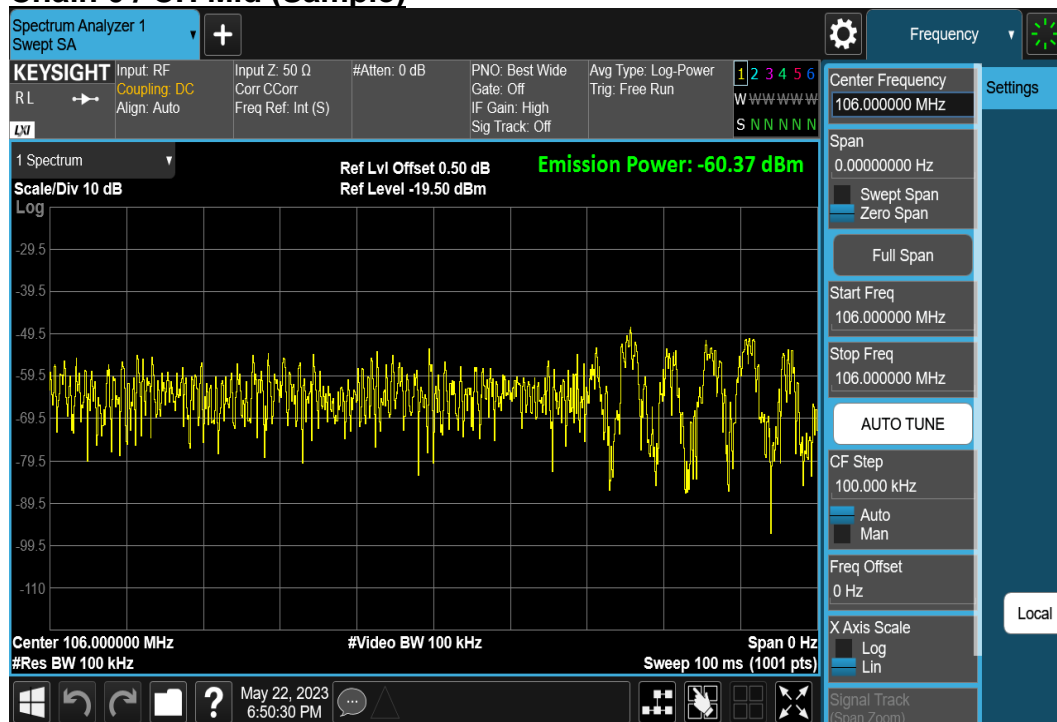 Spectrum Analyzer 1
Swept SA
Frequency
KEYSIGHT
RL
LXI
Input: RF
Coupling: DC
Align: Auto
Input Z: 50 Ω
Corr CCorr
Freq Ref: Int (S)
#Atten: 0 dB
PNO: Best Wide
Gate: Off
IF Gain: High
Sig Track: Off
Avg Type: Log-Power
Trig: Free Run
1 2 3 4 5 6
W W W W W W
S N N N N N
1 Spectrum
Scale/Div 10 dB
Ref Lvl Offset 0.50 dB
Ref Level -19.50 dBm
Emission Power: -60.37 dBm
Log
-29.5
-39.5
-49.5
-59.5
-69.5
-79.5
-89.5
-99.5
-110
Center 106.000000 MHz
#Video BW 100 kHz
Span 0 Hz
#Res BW 100 kHz
Sweep 100 ms (1001 pts)
May 22, 2023
6:50:30 PM
Center Frequency
106.000000 MHz
Span
0.00000000 Hz
Swept Span
Zero Span
Full Span
Start Freq
106.000000 MHz
Stop Freq
106.000000 MHz
AUTO TUNE
CF Step
100.000 kHz
Auto
Man
Freq Offset
0 Hz
X Axis Scale
Log
Lin
Signal Track
(Span Zoom)
Settings
Local